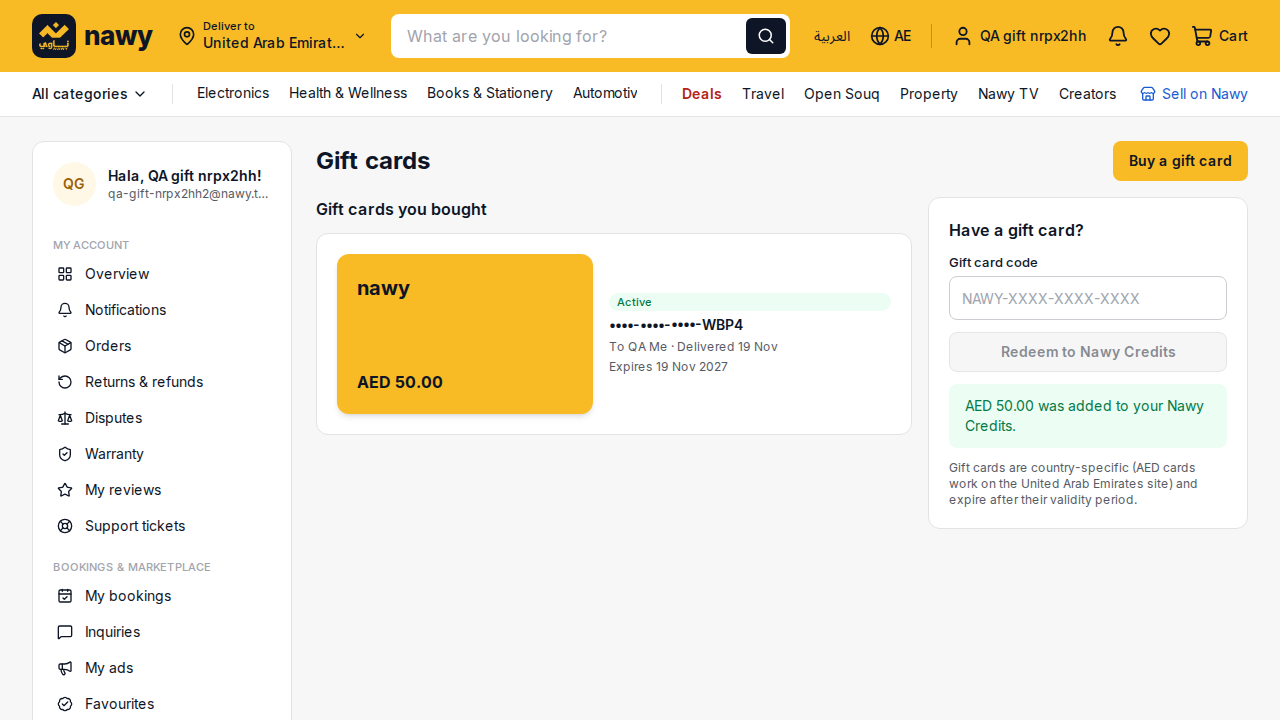 نــاوي
nawy
Deliver to
United Arab Emirat...
What are you looking for?
العربية
AE
QA gift nrpx2hh
Cart
All categories
Electronics
Health & Wellness
Books & Stationery
Automotiv
Deals
Travel
Open Souq
Property
Nawy TV
Creators
Sell on Nawy
QG
Hala, QA gift nrpx2hh!
qa-gift-nrpx2hh2@nawy.t...
MY ACCOUNT
Overview
Notifications
Orders
Returns & refunds
Disputes
Warranty
My reviews
Support tickets
BOOKINGS & MARKETPLACE
My bookings
Inquiries
My ads
Favourites
Gift cards
Buy a gift card
Gift cards you bought
nawy
AED 50.00
Active
••••-••••-••••-WBP4
To QA Me · Delivered 19 Nov
Expires 19 Nov 2027
Have a gift card?
Gift card code
NAWY-XXXX-XXXX-XXXX
Redeem to Nawy Credits
AED 50.00 was added to your Nawy
Credits.
Gift cards are country-specific (AED cards
work on the United Arab Emirates site) and
expire after their validity period.